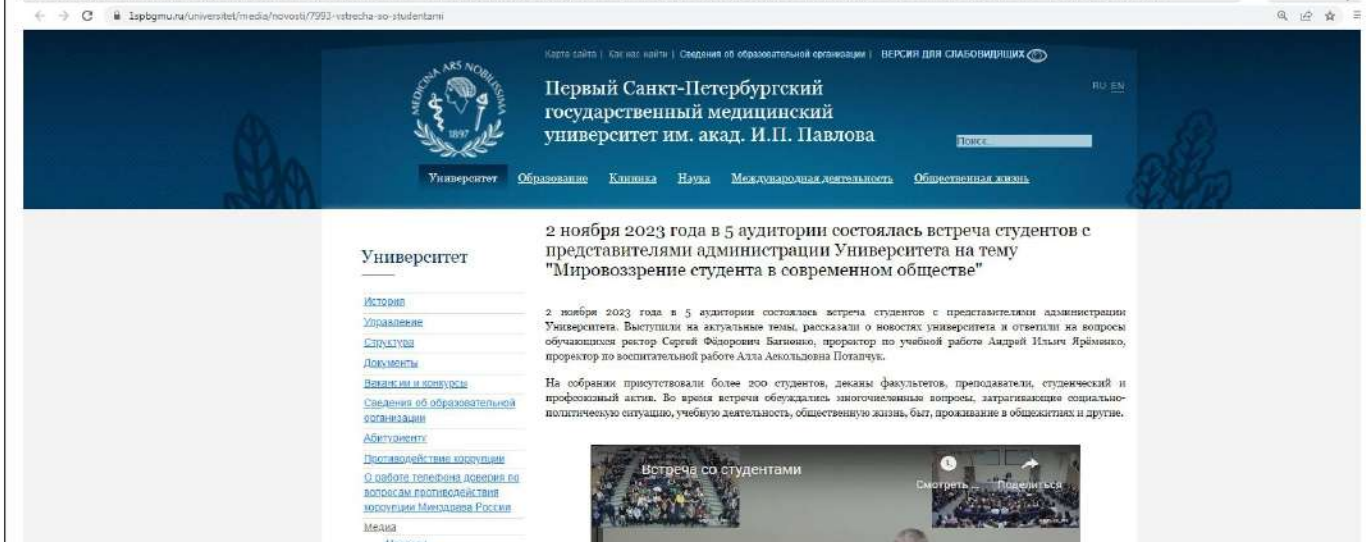 1spbgmu.ru/universitet/media/novosti/7993-vstrecha-so-studentami
Карта сайта | Как нас найти | Сведения об образовательной организации | ВЕРСИЯ ДЛЯ СЛАБОВИДЯЩИХ
MEDICINA ARS NOBILISSIMA
1897
Первый Санкт-Петербургский
государственный медицинский
университет им. акад. И.П. Павлова
RU EN
Поиск...
Университет Образование Клиника Наука Международная деятельность Общественная жизнь
Университет
История
Управление
Структура
Документы
Вакансии и конкурсы
Сведения об образовательной
организации
Абитуриенту
Противодействие коррупции
О работе телефона доверия по
вопросам противодействия
коррупции Минздрава России
Медиа
2 ноября 2023 года в 5 аудитории состоялась встреча студентов с
представителями администрации Университета на тему
"Мировоззрение студента в современном обществе"
2 ноября 2023 года в 5 аудитории состоялась встреча студентов с представителями администрации
Университета. Выступили на актуальные темы, рассказали о новостях университета и ответили на вопросы
обучающихся ректор Сергей Фёдорович Багненко, проректор по учебной работе Андрей Ильич Ярёменко,
проректор по воспитательной работе Алла Аскольдовна Потапчук.
На собрании присутствовали более 200 студентов, деканы факультетов, преподаватели, студенческий и
профсоюзный актив. Во время встречи обсуждались многочисленные вопросы, затрагивающие социально-
политическую ситуацию, учебную деятельность, общественную жизнь, быт, проживание в общежитиях и другие.
Встреча со студентами
Смотреть ... Поделиться